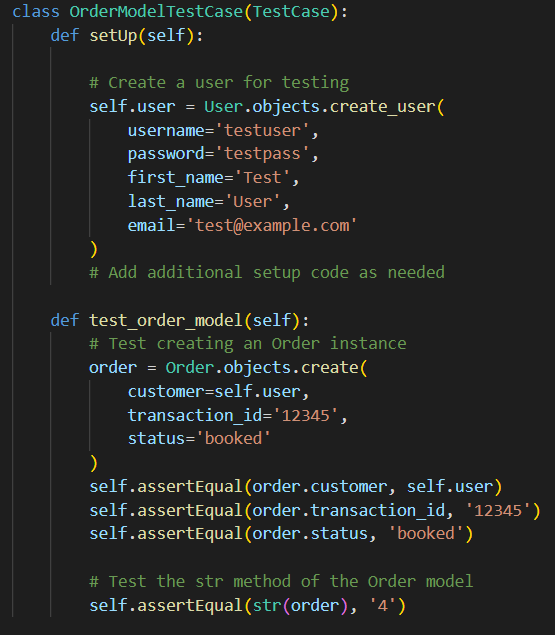 class OrderModelTestCase(TestCase):
    def setUp(self):

        # Create a user for testing
        self.user = User.objects.create_user(
            username='testuser',
            password='testpass',
            first_name='Test',
            last_name='User',
            email='test@example.com'
        )
        # Add additional setup code as needed

    def test_order_model(self):
        # Test creating an Order instance
        order = Order.objects.create(
            customer=self.user,
            transaction_id='12345',
            status='booked'
        )
        self.assertEqual(order.customer, self.user)
        self.assertEqual(order.transaction_id, '12345')
        self.assertEqual(order.status, 'booked')

        # Test the str method of the Order model
        self.assertEqual(str(order), '4')